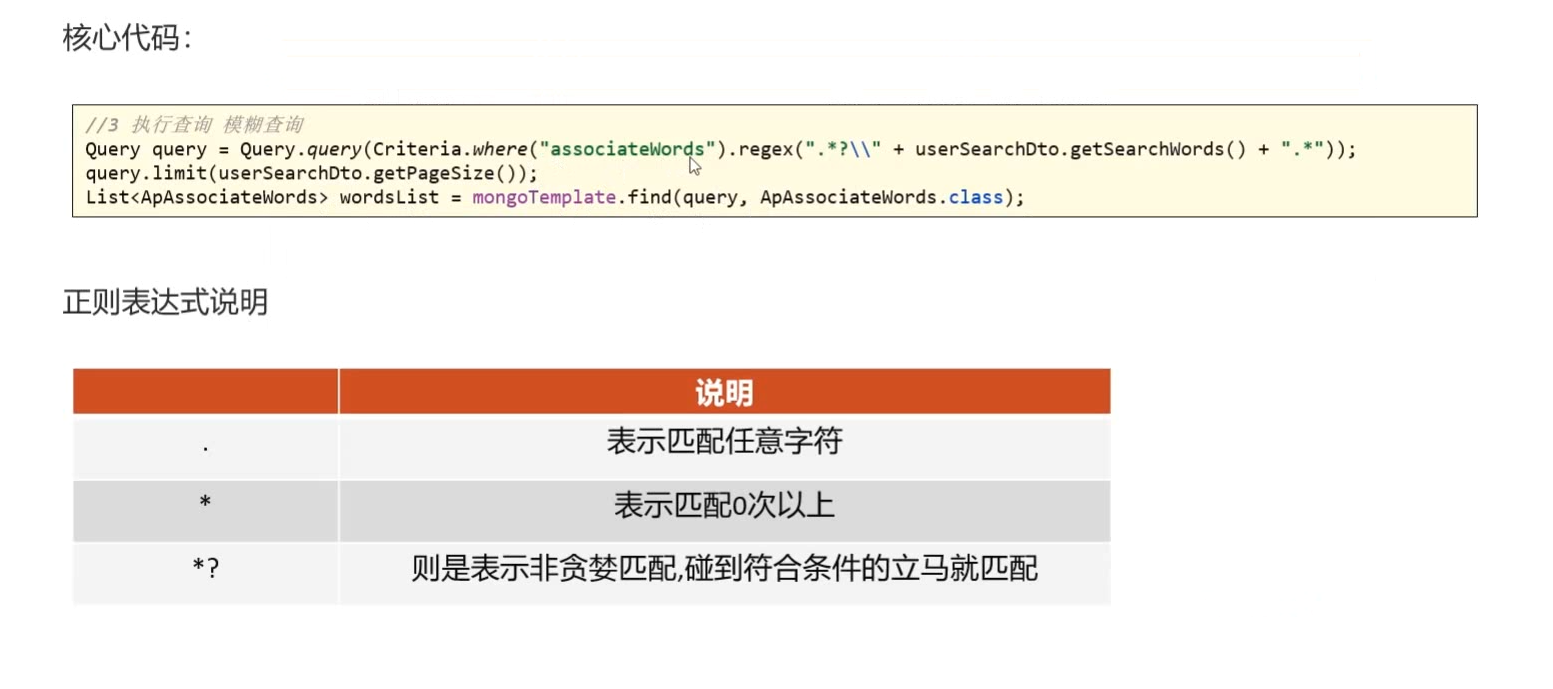 核心代码：
//3 执行查询 模糊查询
Query query = Query.query(Criteria.where("associateWords").regex(".*?\\" + userSearchDto.getSearchWords() + ".*"));
query.limit(userSearchDto.getPageSize());
List<ApAssociateWords> wordsList = mongoTemplate.find(query, ApAssociateWords.class);
正则表达式说明
说明
. 表示匹配任意字符
* 表示匹配0次以上
*? 则是表示非贪婪匹配,碰到符合条件的立马就匹配